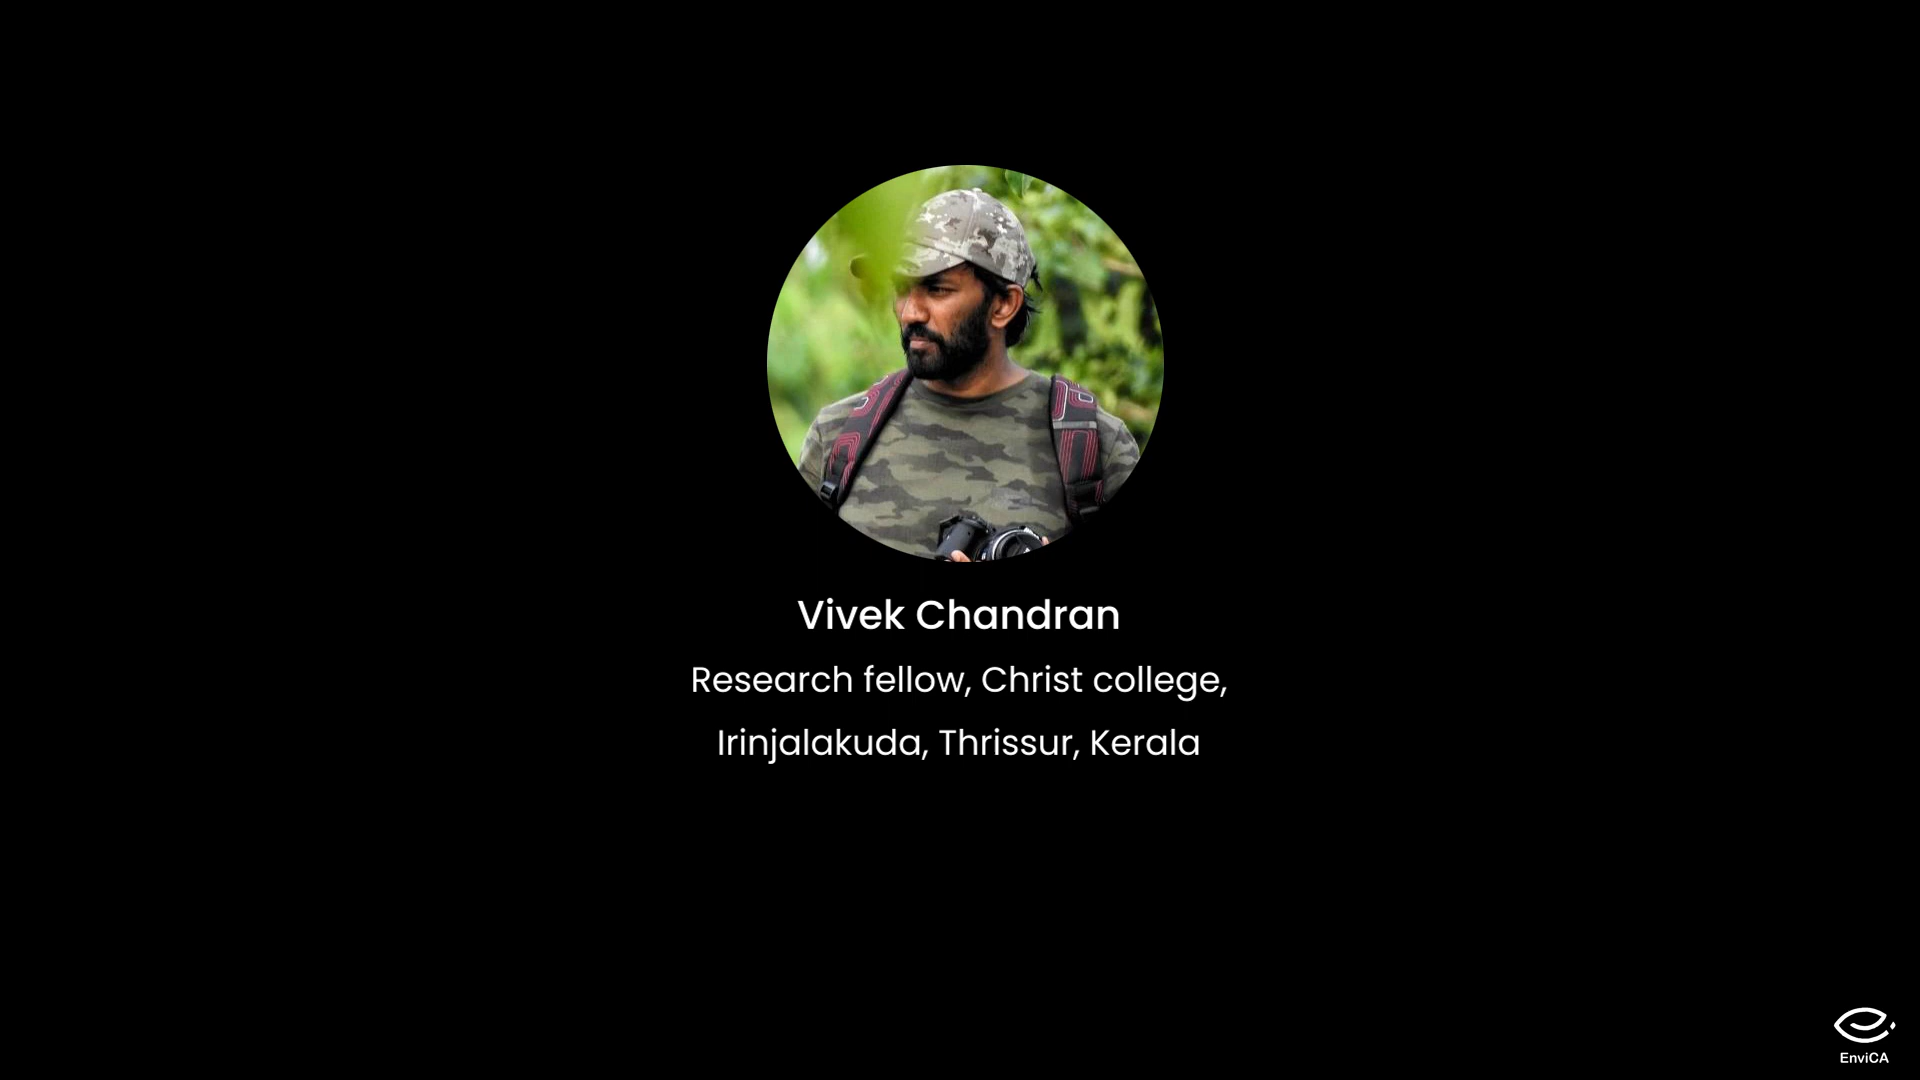 Vivek Chandran
Research fellow, Christ college,
Irinjalakuda, Thrissur, Kerala
EnviCA